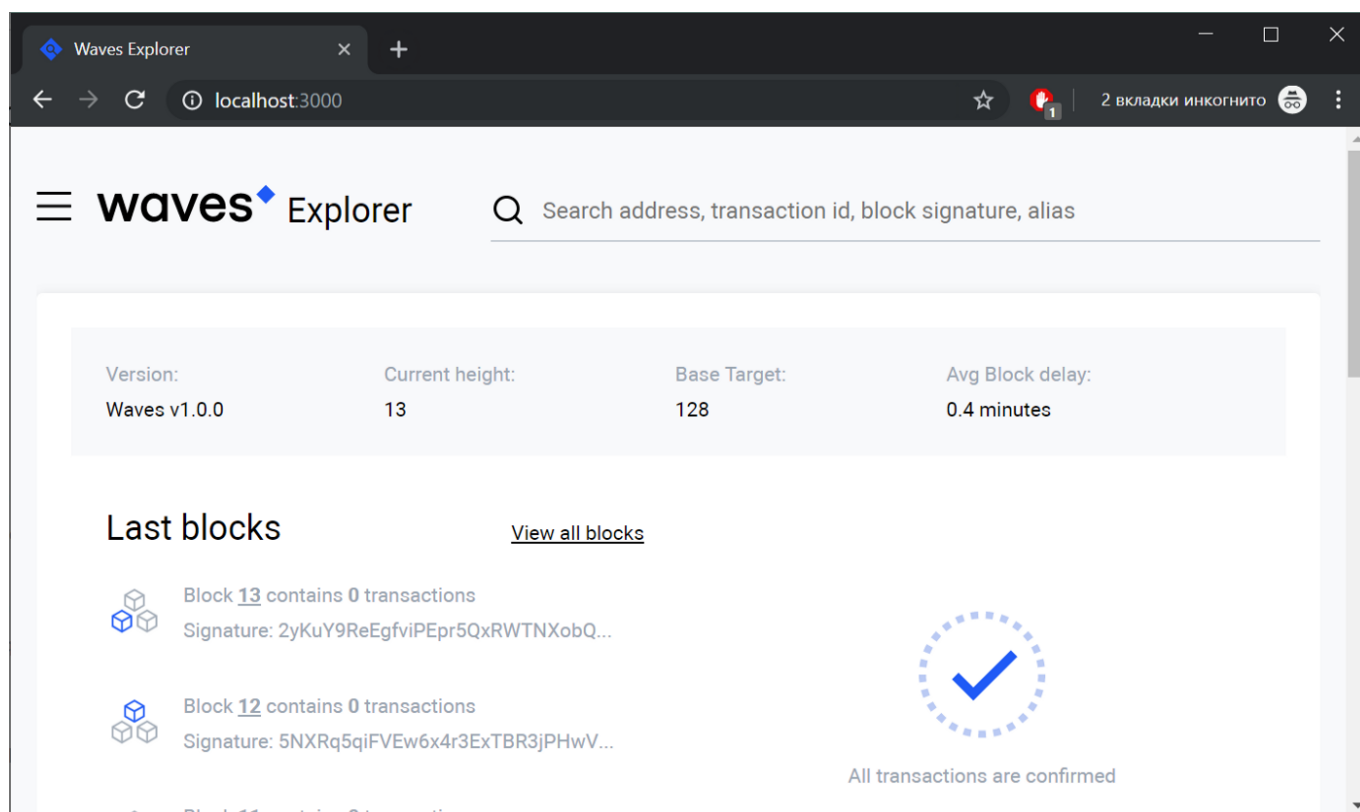 Waves Explorer
localhost:3000
1
2 вкладки инкогнито
waves Explorer
Search address, transaction id, block signature, alias
Version:
Current height:
Base Target:
Avg Block delay:
Waves v1.0.0
13
128
0.4 minutes
Last blocks
View all blocks
Block 13 contains 0 transactions
Signature: 2yKuY9ReEgfviPEpr5QxRWTNXobQ...
Block 12 contains 0 transactions
Signature: 5NXRq5qiFVEw6x4r3ExTBR3jPHwV...
All transactions are confirmed